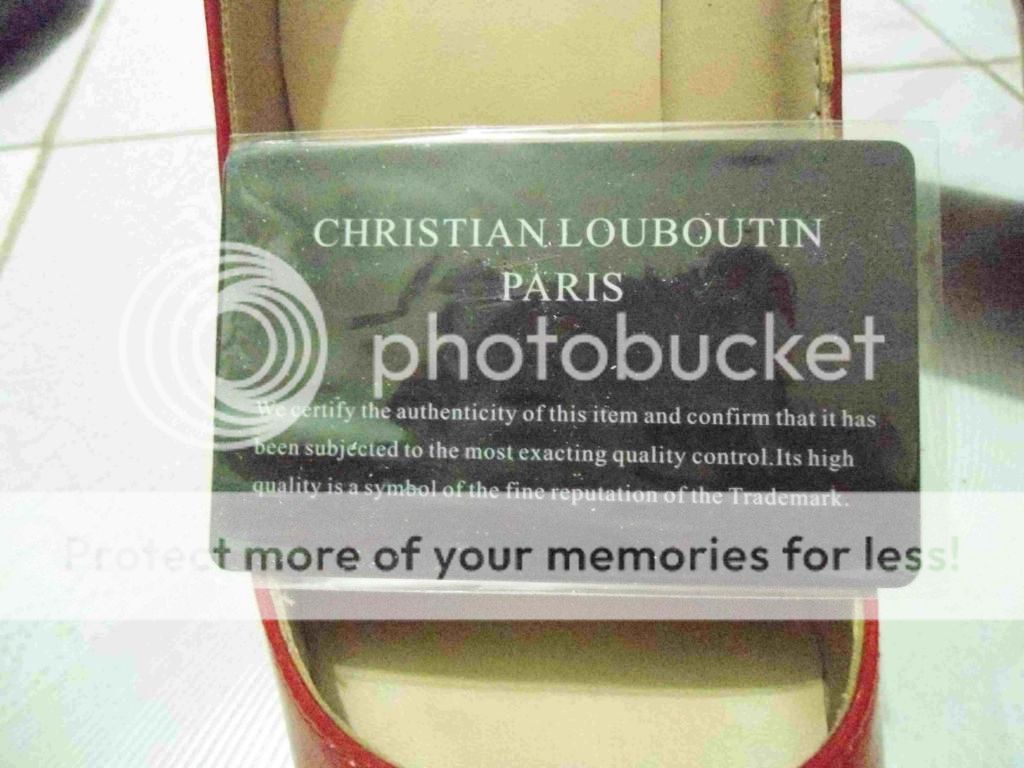 CHRISTIAN LOUBOUTIN
PARIS
photobucket
We certify the authenticity of this item and confirm that it has
been subjected to the most exacting quality control.Its high
quality is a symbol of the fine reputation of the Trademark.
Protect more of your memories for less!